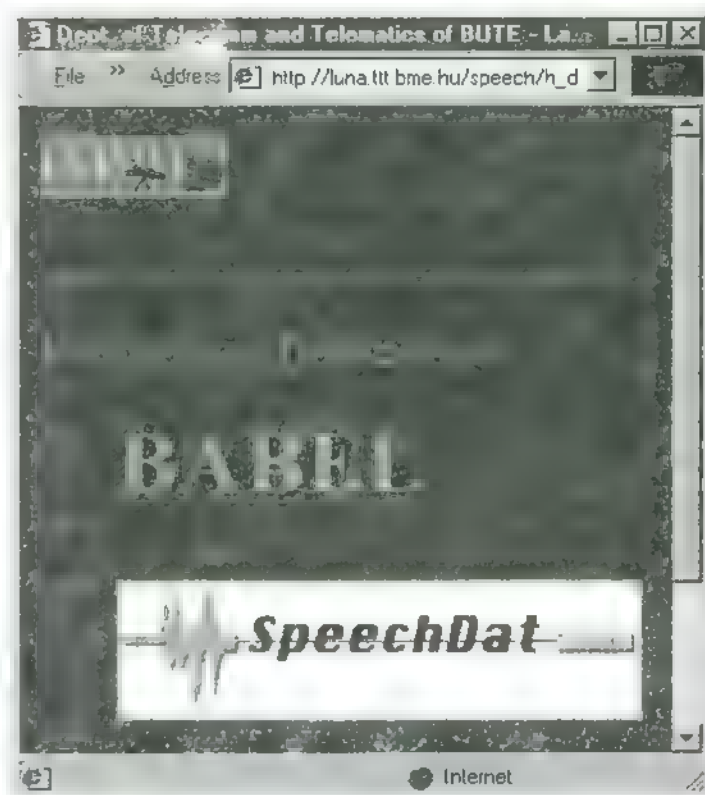 Dept. of Telecom and Telematics of BUTE - La...
File » Address http://luna.ttt.bme.hu/speech/h_d
BABEL
SpeechDat
Internet